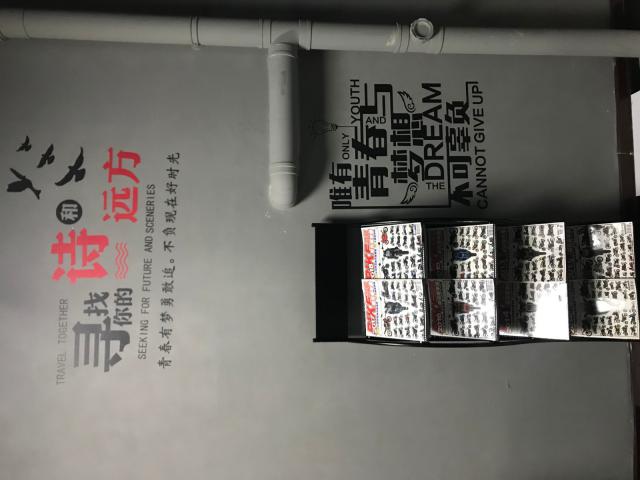 TRAVEL TOGETHER
寻找
你的
诗和
远方
SEEKING FOR FUTURE AND SCENERIES
青春有梦勇敢追。不负现在好时光
唯有
ONLY YOUTH
青春与
AND
梦想
THE DREAM
不可辜负
CANNOT GIVE UP